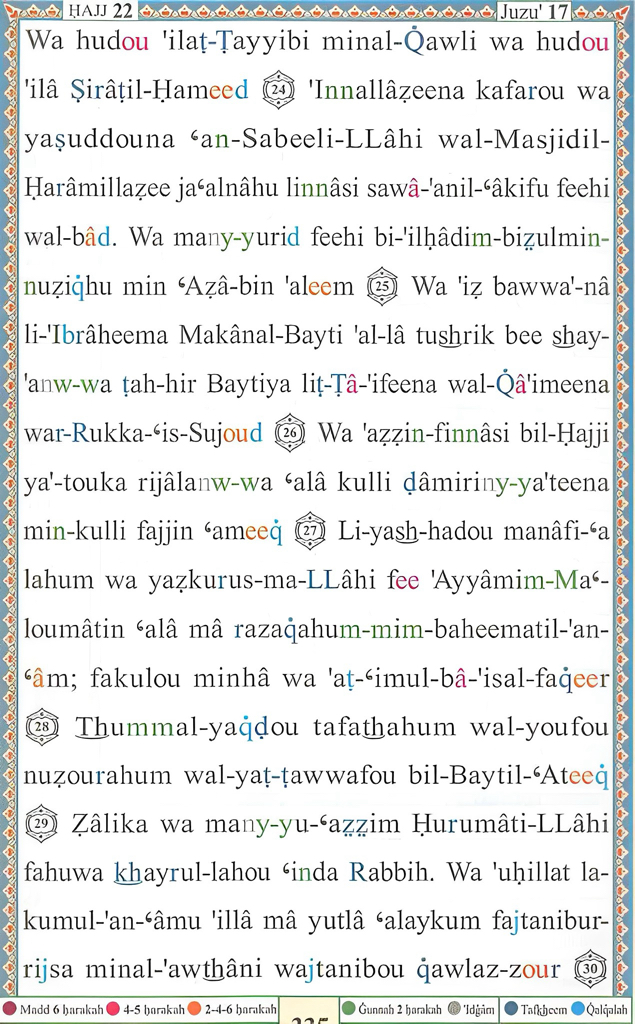 ḤAJJ 22 Juzu' 17
Wa hudou 'ilaṭ-Ṭayyibi minal-Q̇awli wa hudou
'ilâ Ṣirâṭil-Ḥameed 24 'Innallâẓeena kafarou wa
yaṣuddouna ʿan-Sabeeli-LLâhi wal-Masjidil-
Ḥarâmillaẓee jaʿalnâhu linnâsi sawâ-'anil-ʿâkifu feehi
wal-bâd. Wa many-yurid feehi bi-'ilḥâdim-biẓulmin-
nuẓiq̇hu min ʿAẓâ-bin 'aleem 25 Wa 'iẓ bawwa'-nâ
li-'Ibrâheema Makânal-Bayti 'al-lâ tushrik bee shay-
'anw-wa ṭah-hir Baytiya liṭ-Ṭâ-'ifeena wal-Q̇â'imeena
war-Rukka-ʿis-Sujoud 26 Wa 'aẓẓin-finnâsi bil-Ḥajji
ya'-touka rijâlanw-wa ʿalâ kulli ḍâmiriny-ya'teena
min-kulli fajjin ʿameeq̇ 27 Li-yash-hadou manâfi-ʿa
lahum wa yaẓkurus-ma-LLâhi fee 'Ayyâmim-Maʿ-
loumâtin ʿalâ mâ razaq̇ahum-mim-baheematil-'an-
ʿâm; fakulou minhâ wa 'aṭ-ʿimul-bâ-'isal-faq̇eer
28 Thummal-yaq̇ḍou tafathahum wal-youfou
nuẓourahum wal-yaṭ-ṭawwafou bil-Baytil-ʿAteeq̇
29 Ẓâlika wa many-yu-ʿaẓẓim Ḥurumâti-LLâhi
fahuwa khayrul-lahou ʿinda Rabbih. Wa 'uḥillat la-
kumul-'an-ʿâmu 'illâ mâ yutlâ ʿalaykum fajtanibur-
rijsa minal-'awthâni wajtanibou q̇awlaz-zour 30
Madd 6 ḥarakah 4-5 ḥarakah 2-4-6 ḥarakah Ġunnah 2 ḥarakah 'Idġâm Tafkheem Q̇alq̇alah